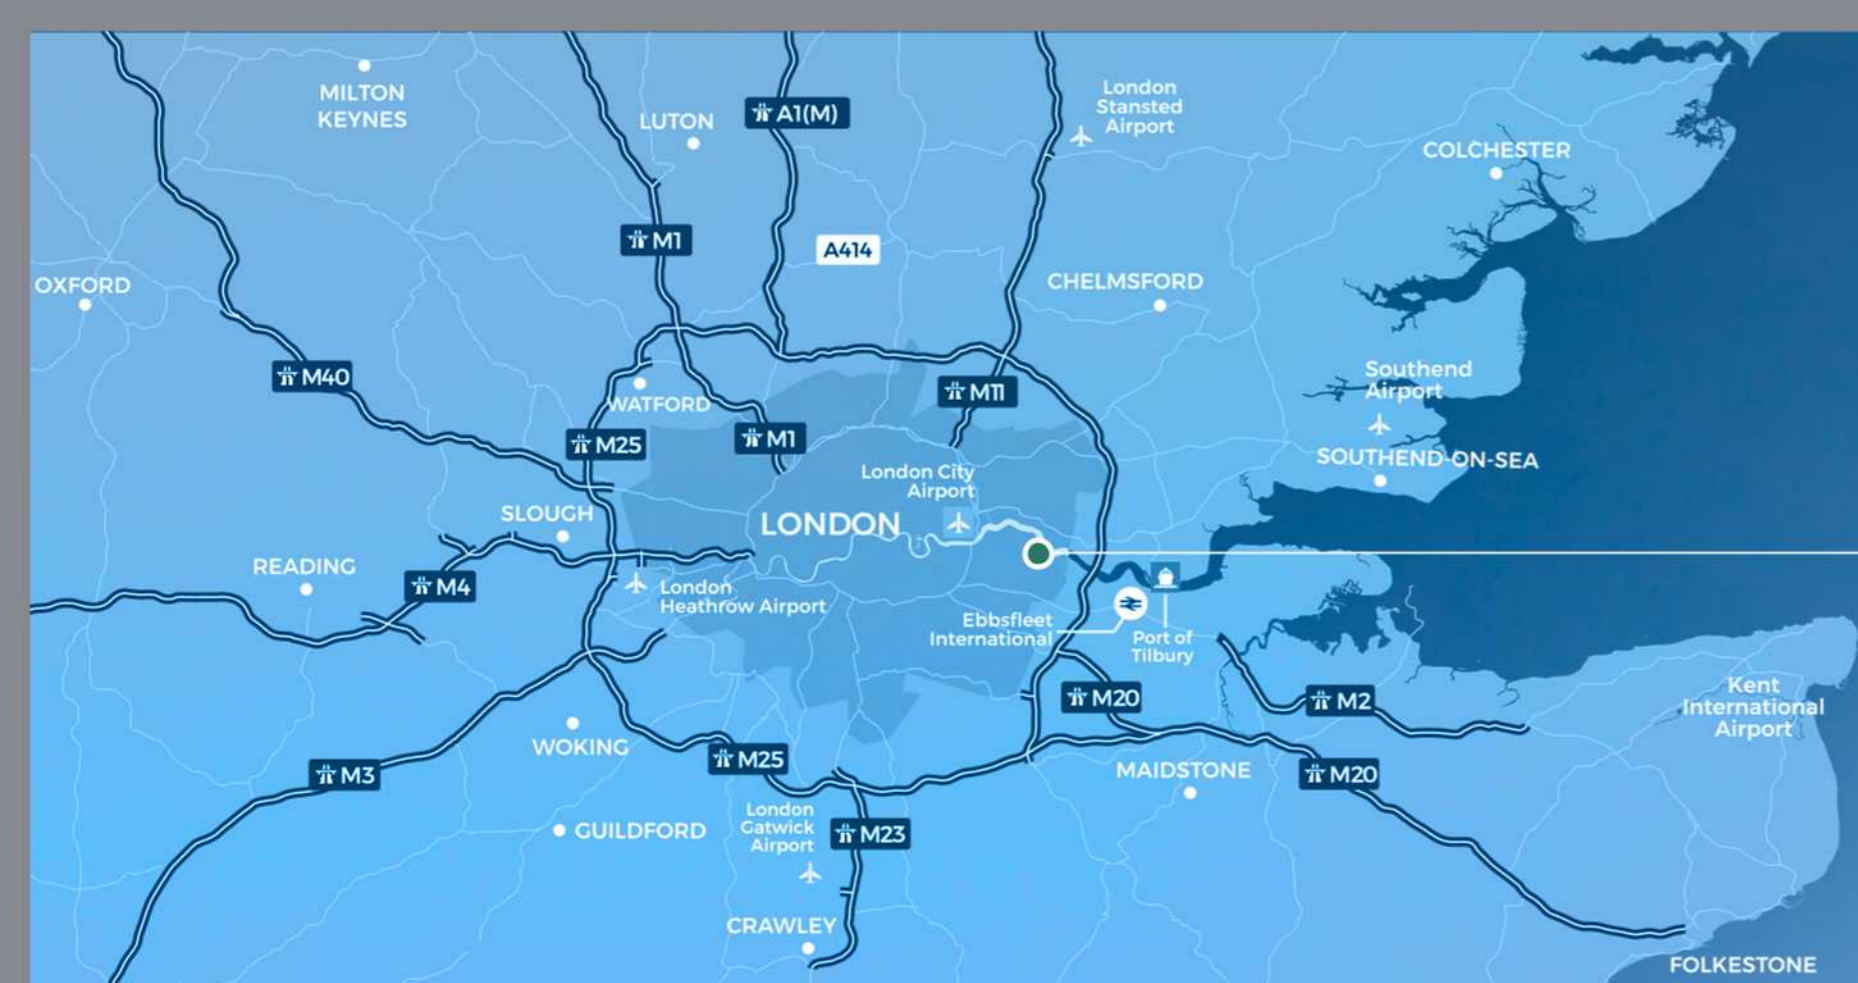 MILTON
KEYNES
LUTON
A1(M)
London
Stansted
Airport
COLCHESTER
M1
A414
OXFORD
CHELMSFORD
M40
WATFORD
M11
Southend
Airport
M25
M1
SOUTHEND-ON-SEA
London City
Airport
SLOUGH
LONDON
READING
M4
London
Heathrow Airport
Ebbsfleet
International
Port of
Tilbury
M20
M2
Kent
International
Airport
WOKING
M25
M3
MAIDSTONE
M20
London
Gatwick
Airport
GUILDFORD
M23
CRAWLEY
FOLKESTONE